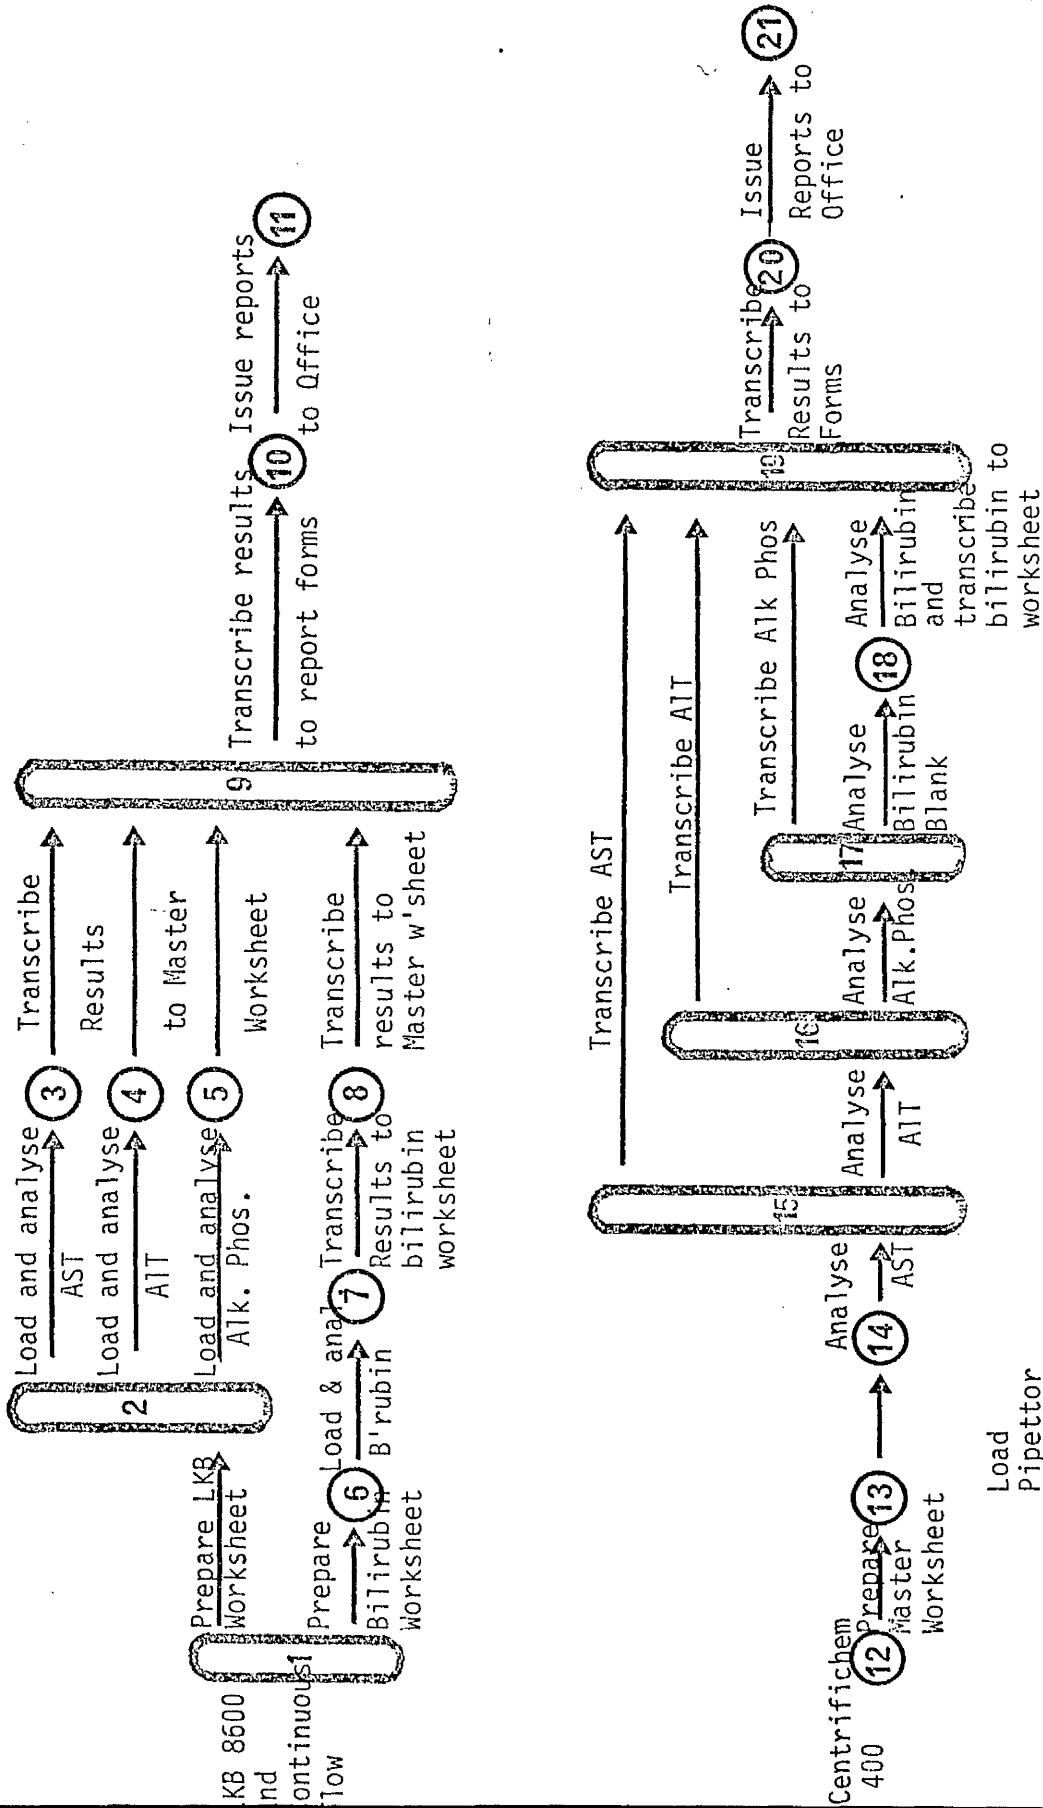 KB 8600
nd
ontinuous
low
1
Prepare LKB
Worksheet
2
Load and analyse
AST
3
Load and analyse
AlT
4
Load and analyse
Alk. Phos.
5
Transcribe
Results
to Master
Worksheet
Prepare
Bilirubin
Worksheet
6
Load & anal.
B'rubin
7
Transcribe
Results to
bilirubin
worksheet
8
Transcribe
results to
Master w'sheet
9
Transcribe results
to report forms
10
Issue reports
to Office
11
Centrifichem
400
12
Prepare
Master
Worksheet
13
Load
Pipettor
14
Analyse
AST
15
Transcribe AST
Analyse
AlT
16
Transcribe AlT
Analyse
Alk.Phos.
17
Transcribe Alk Phos
Analyse
Bilirubin
Blank
18
Analyse
Bilirubin
and
transcribe
bilirubin to
worksheet
19
Transcribe
Results to
Forms
20
Issue
Reports to
Office
21